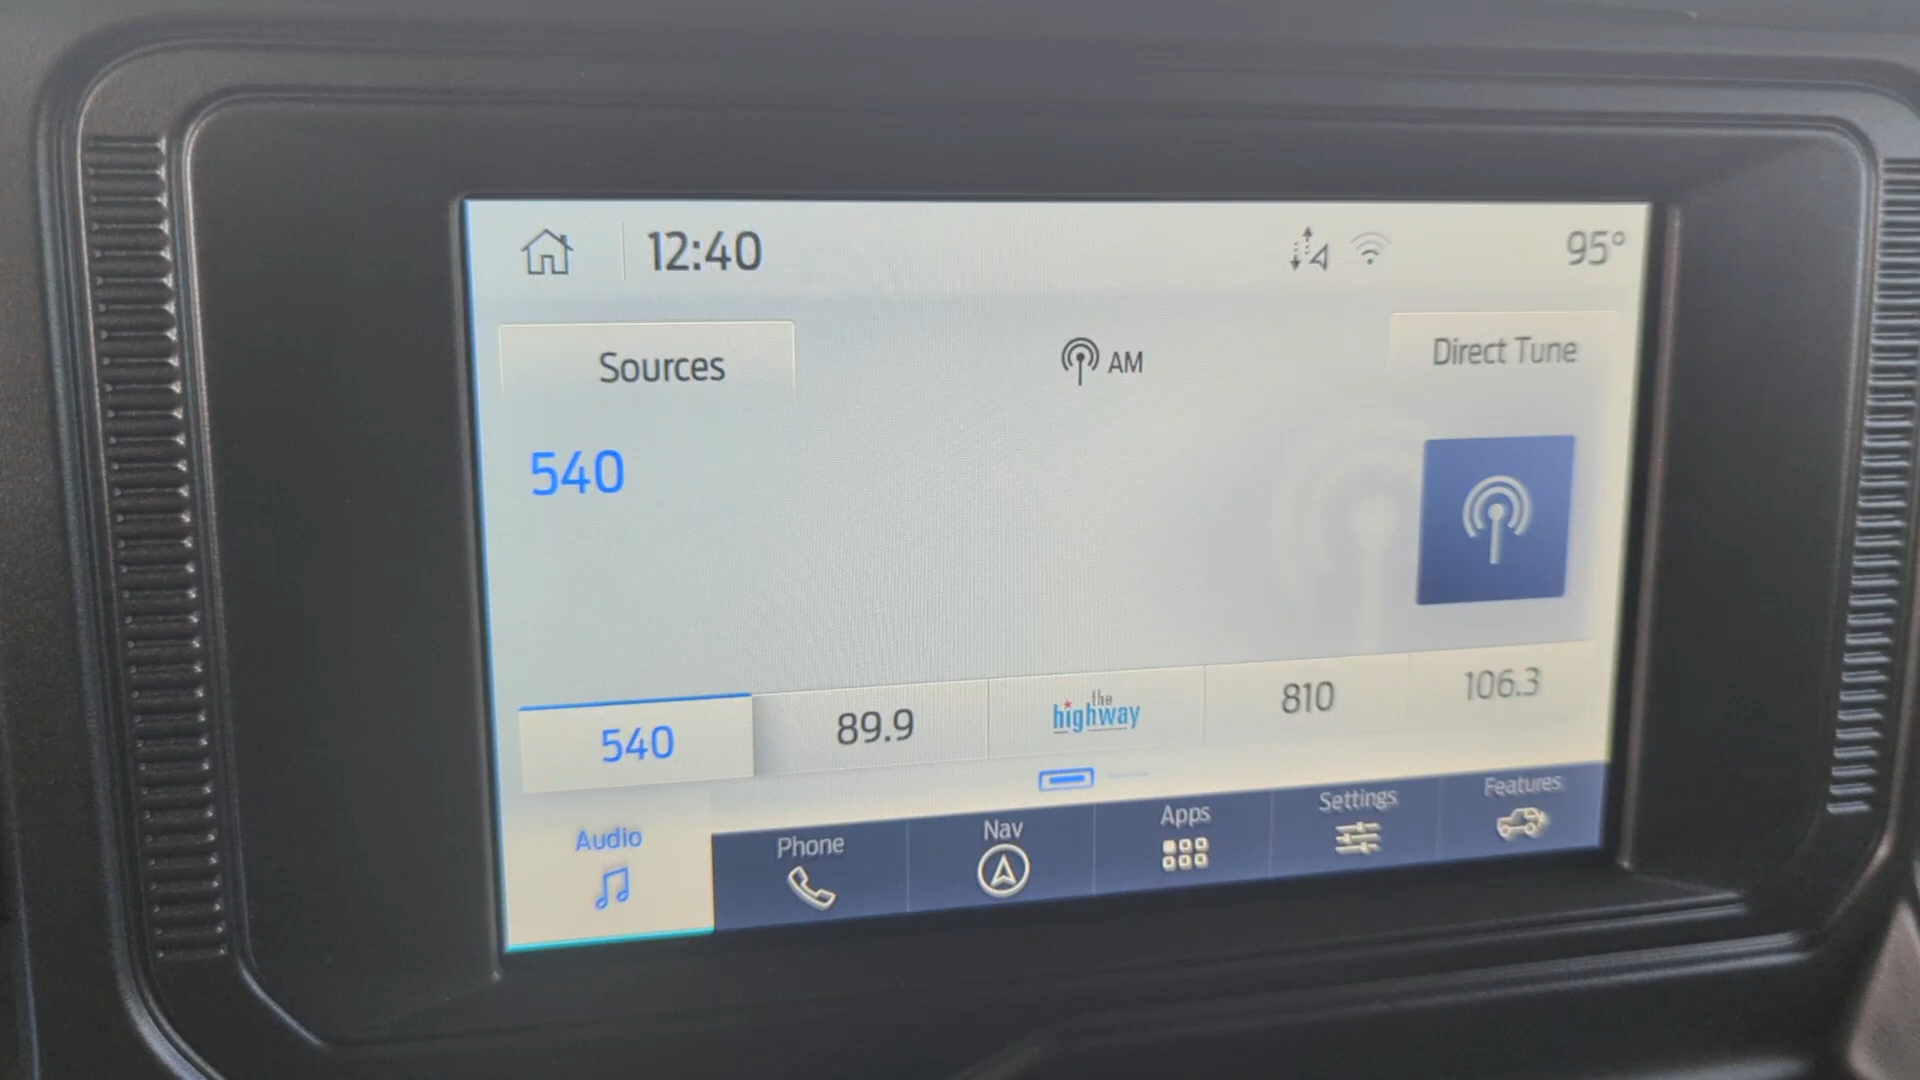 12:40
95°
Sources
AM
Direct Tune
540
540
89.9
the
highway
810
106.3
Audio
Phone
Nav
Apps
Settings
Features